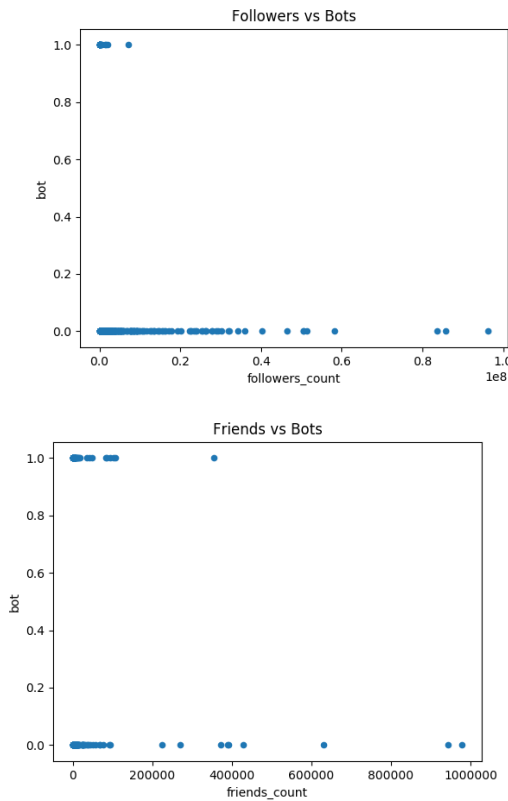 Followers vs Bots
1.0
0.8
0.6
0.4
0.2
0.0
bot
0.0 0.2 0.4 0.6 0.8 1.0
followers_count
1e8
Friends vs Bots
1.0
0.8
0.6
0.4
0.2
0.0
bot
0 200000 400000 600000 800000 1000000
friends_count